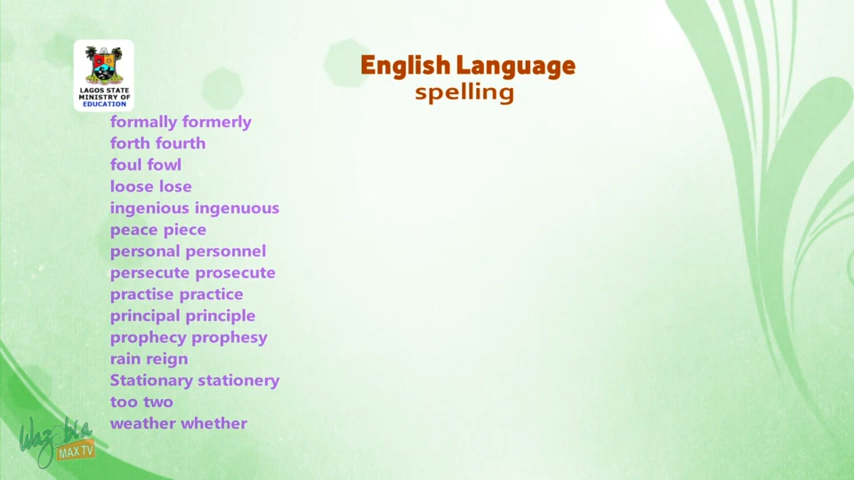 LAGOS STATE
MINISTRY OF
EDUCATION
English Language
spelling
formally formerly
forth fourth
foul fowl
loose lose
ingenious ingenuous
peace piece
personal personnel
persecute prosecute
practise practice
principal principle
prophecy prophesy
rain reign
Stationary stationery
too two
weather whether
Wazobia
MAX TV